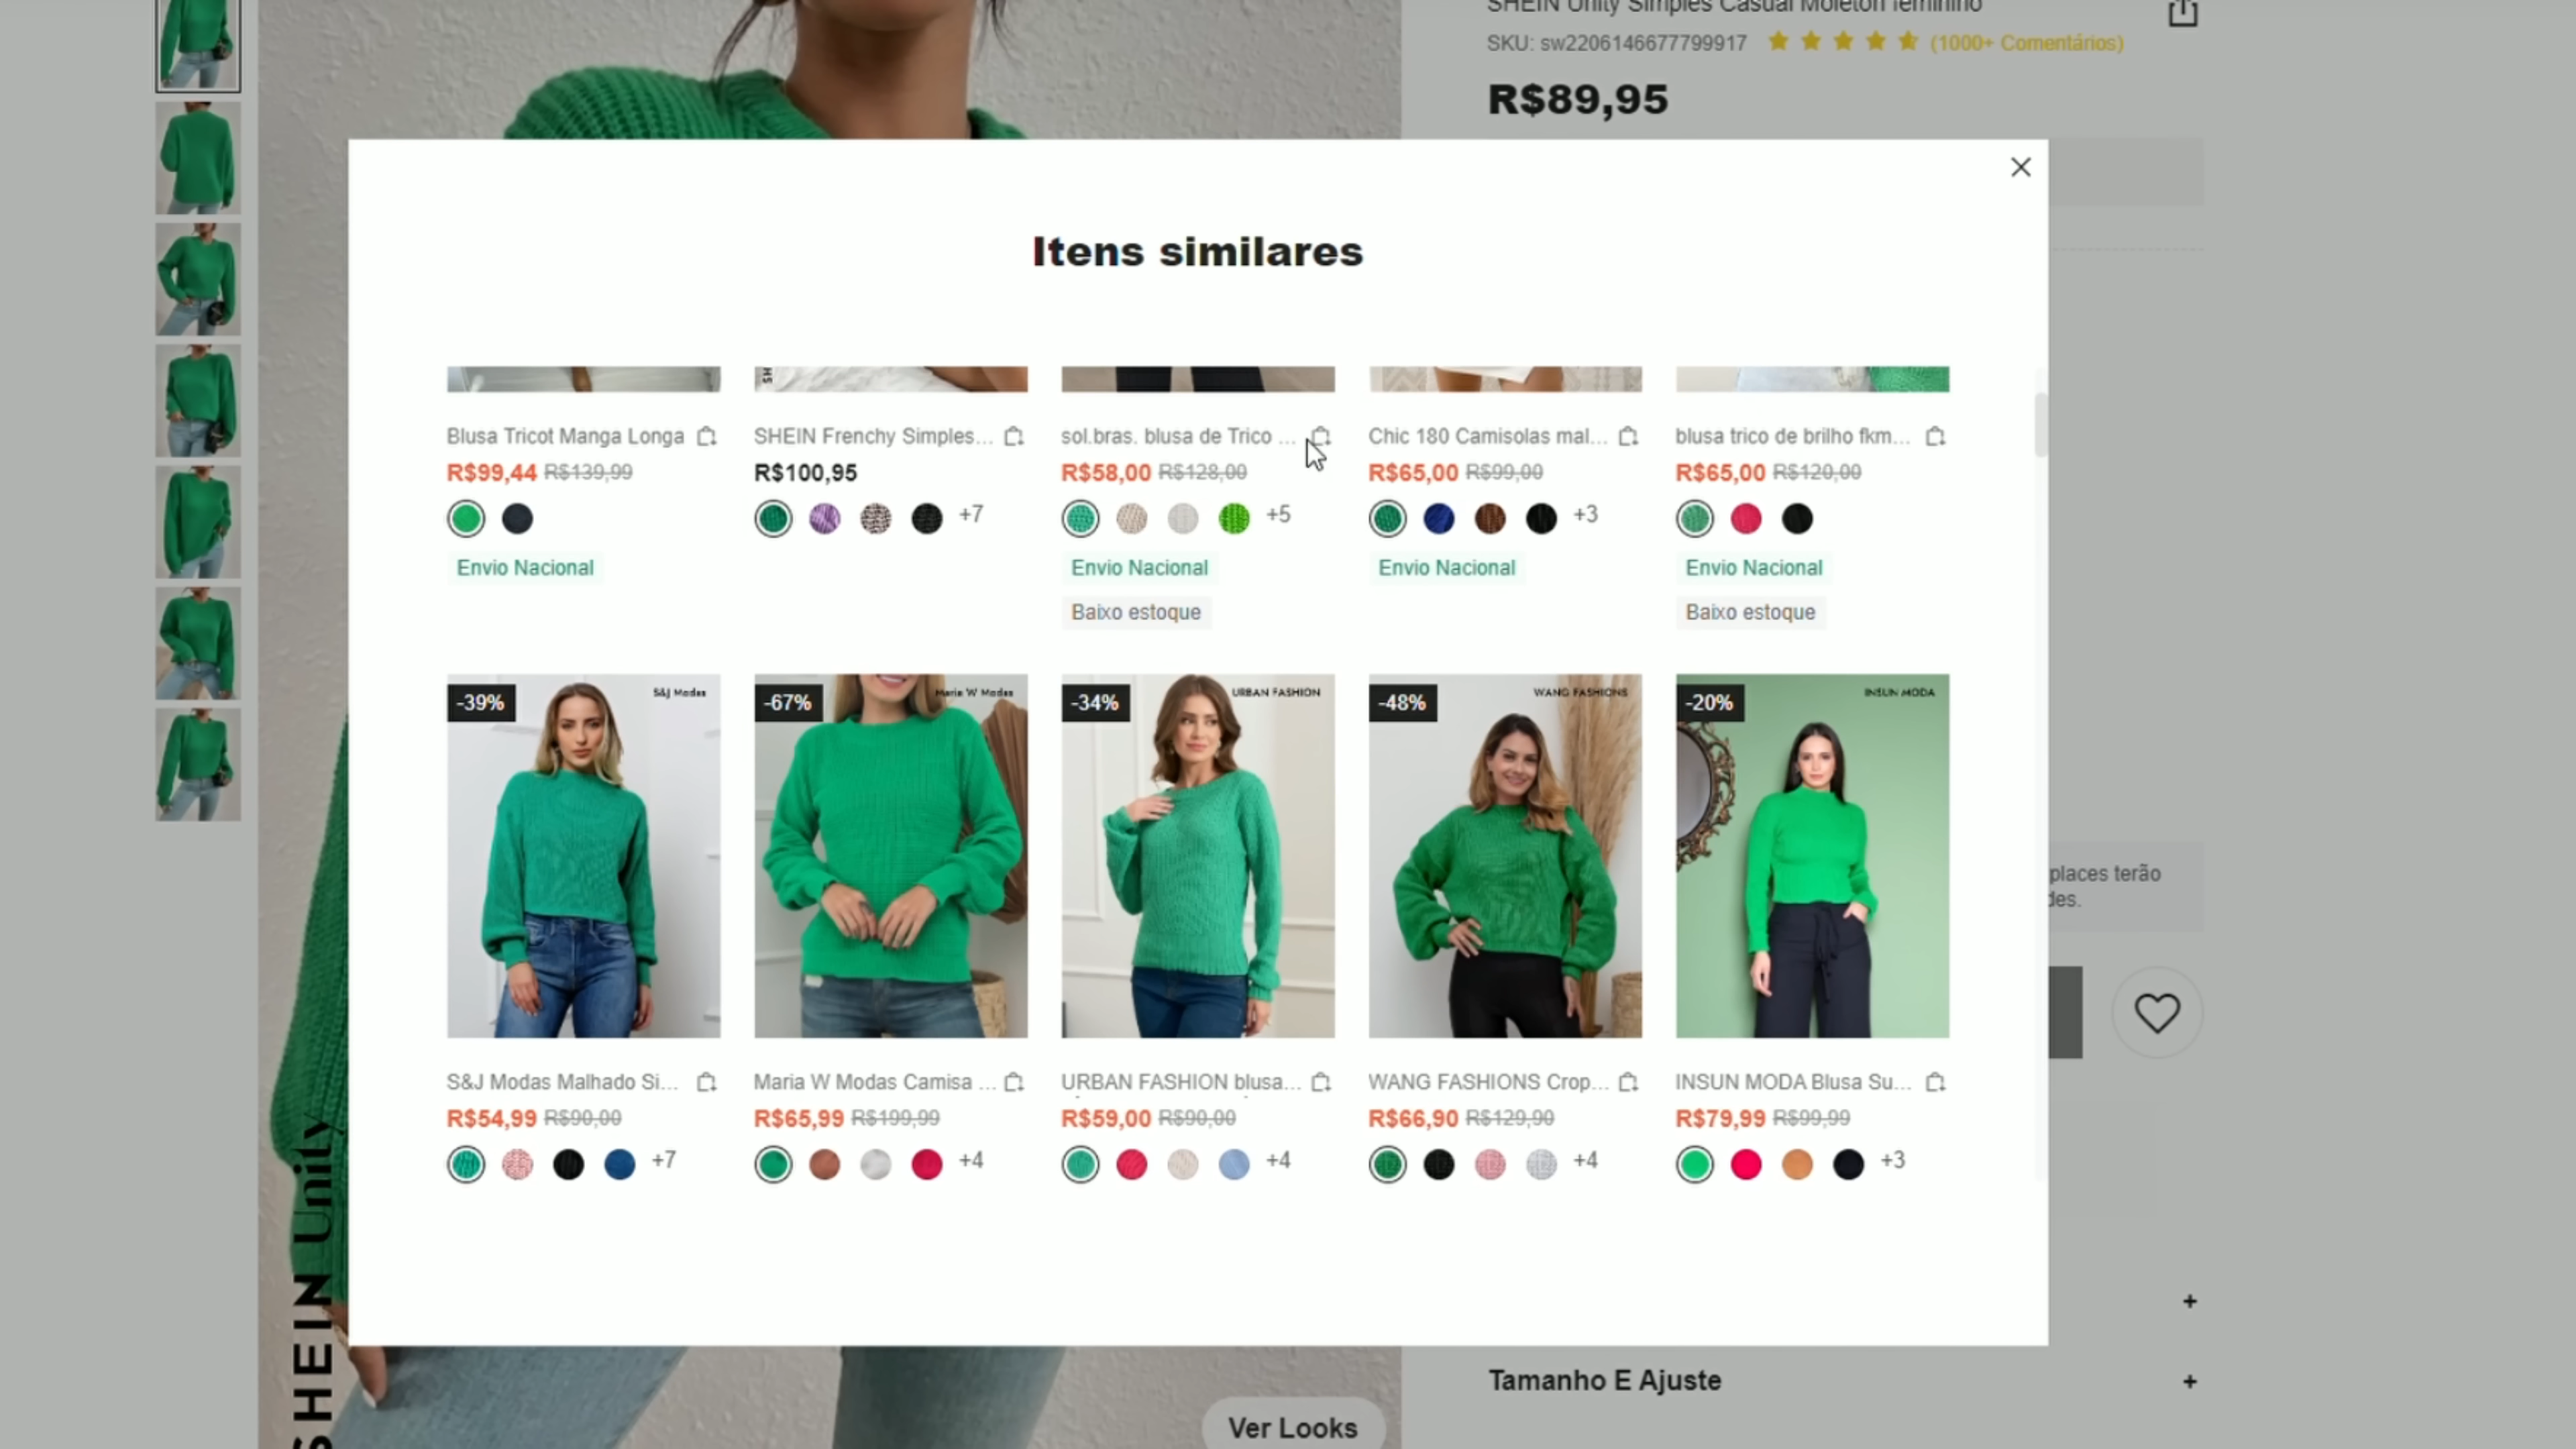 SHEIN Unity Simples Casual Moleton feminino
SKU: sw2206146677799917
(1000+ Comentários)
R$89,95
Itens similares
Blusa Tricot Manga Longa
R$99,44 R$139,99
Envio Nacional
SHEIN Frenchy Simples...
R$100,95
+7
sol.bras. blusa de Trico ...
R$58,00 R$128,00
+5
Envio Nacional
Baixo estoque
Chic 180 Camisolas mal...
R$65,00 R$99,00
+3
Envio Nacional
blusa trico de brilho fkm...
R$65,00 R$120,00
Envio Nacional
Baixo estoque
-39%
S&J Modas
S&J Modas Malhado Si...
R$54,99 R$90,00
+7
-67%
Maria W Modas
Maria W Modas Camisa ...
R$65,99 R$199,99
+4
-34%
URBAN FASHION
URBAN FASHION blusa...
R$59,00 R$90,00
+4
-48%
WANG FASHIONS
WANG FASHIONS Crop...
R$66,90 R$129,90
+4
-20%
INSUN MODA
INSUN MODA Blusa Su...
R$79,99 R$99,99
+3
places terão
des.
SHEIN Unity
Tamanho E Ajuste
Ver Looks